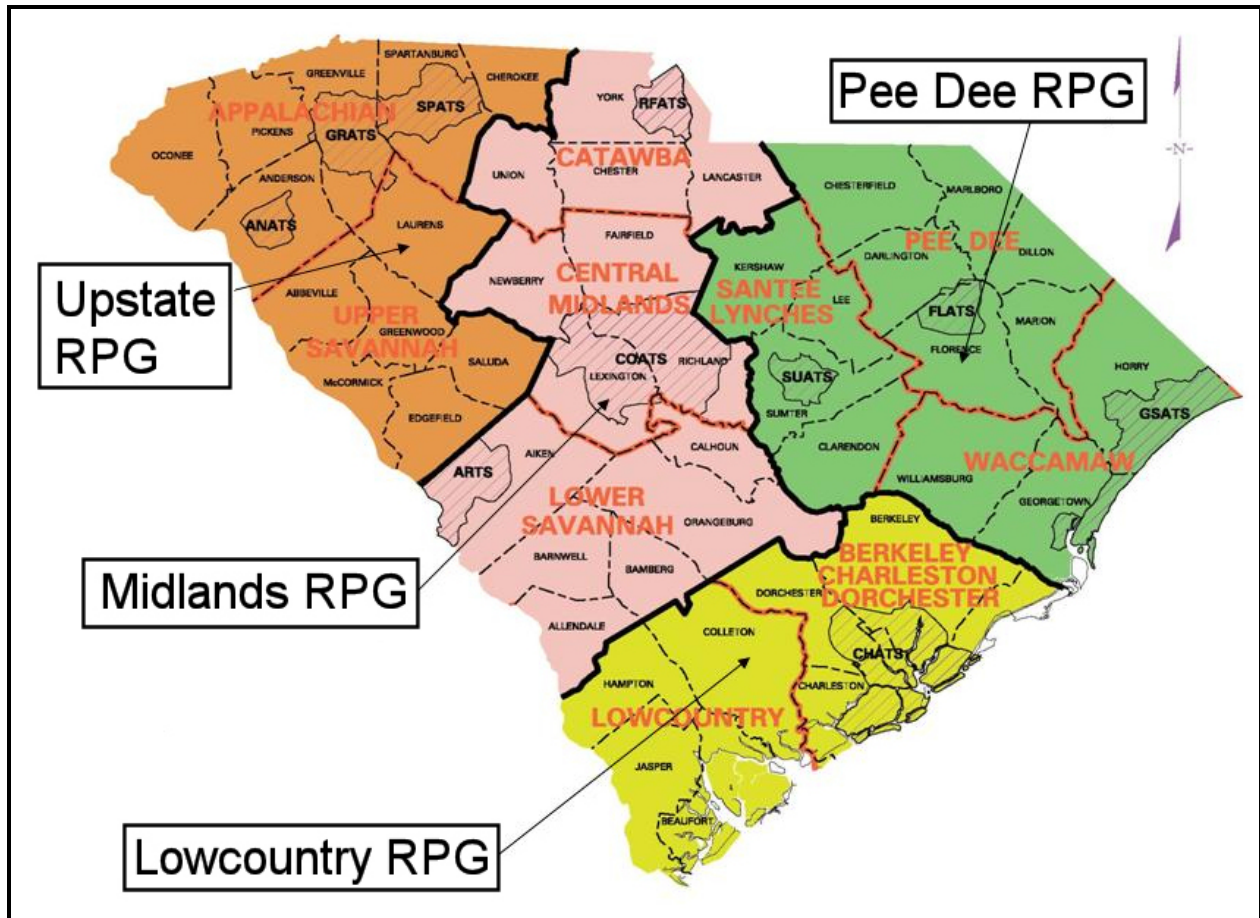 SPARTANBURG
GREENVILLE
CHEROKEE
APPALACHIAN
SPATS
PICKENS
GRATS
OCONEE
ANDERSON
ANATS
LAURENS
ABBEVILLE
UPPER
GREENWOOD
SAVANNAH
SALUDA
McCORMICK
EDGEFIELD
Upstate
RPG
YORK
RFATS
CATAWBA
UNION
CHESTER
LANCASTER
FAIRFIELD
NEWBERRY
CENTRAL
MIDLANDS
COATS
RICHLAND
LEXINGTON
AIKEN
CALHOUN
ARTS
LOWER
SAVANNAH
ORANGEBURG
BARNWELL
BAMBERG
ALLENDALE
Midlands RPG
Pee Dee RPG
-N-
CHESTERFIELD
MARLBORO
PEE DEE
DARLINGTON
DILLON
KERSHAW
SANTEE
LYNCHES
LEE
FLATS
MARION
FLORENCE
HORRY
SUATS
GSATS
SUMTER
CLARENDON
WACCAMAW
WILLIAMSBURG
GEORGETOWN
BERKELEY
BERKELEY
CHARLESTON
DORCHESTER
DORCHESTER
COLLETON
CHATS
HAMPTON
CHARLESTON
LOWCOUNTRY
JASPER
BEAUFORT
Lowcountry RPG